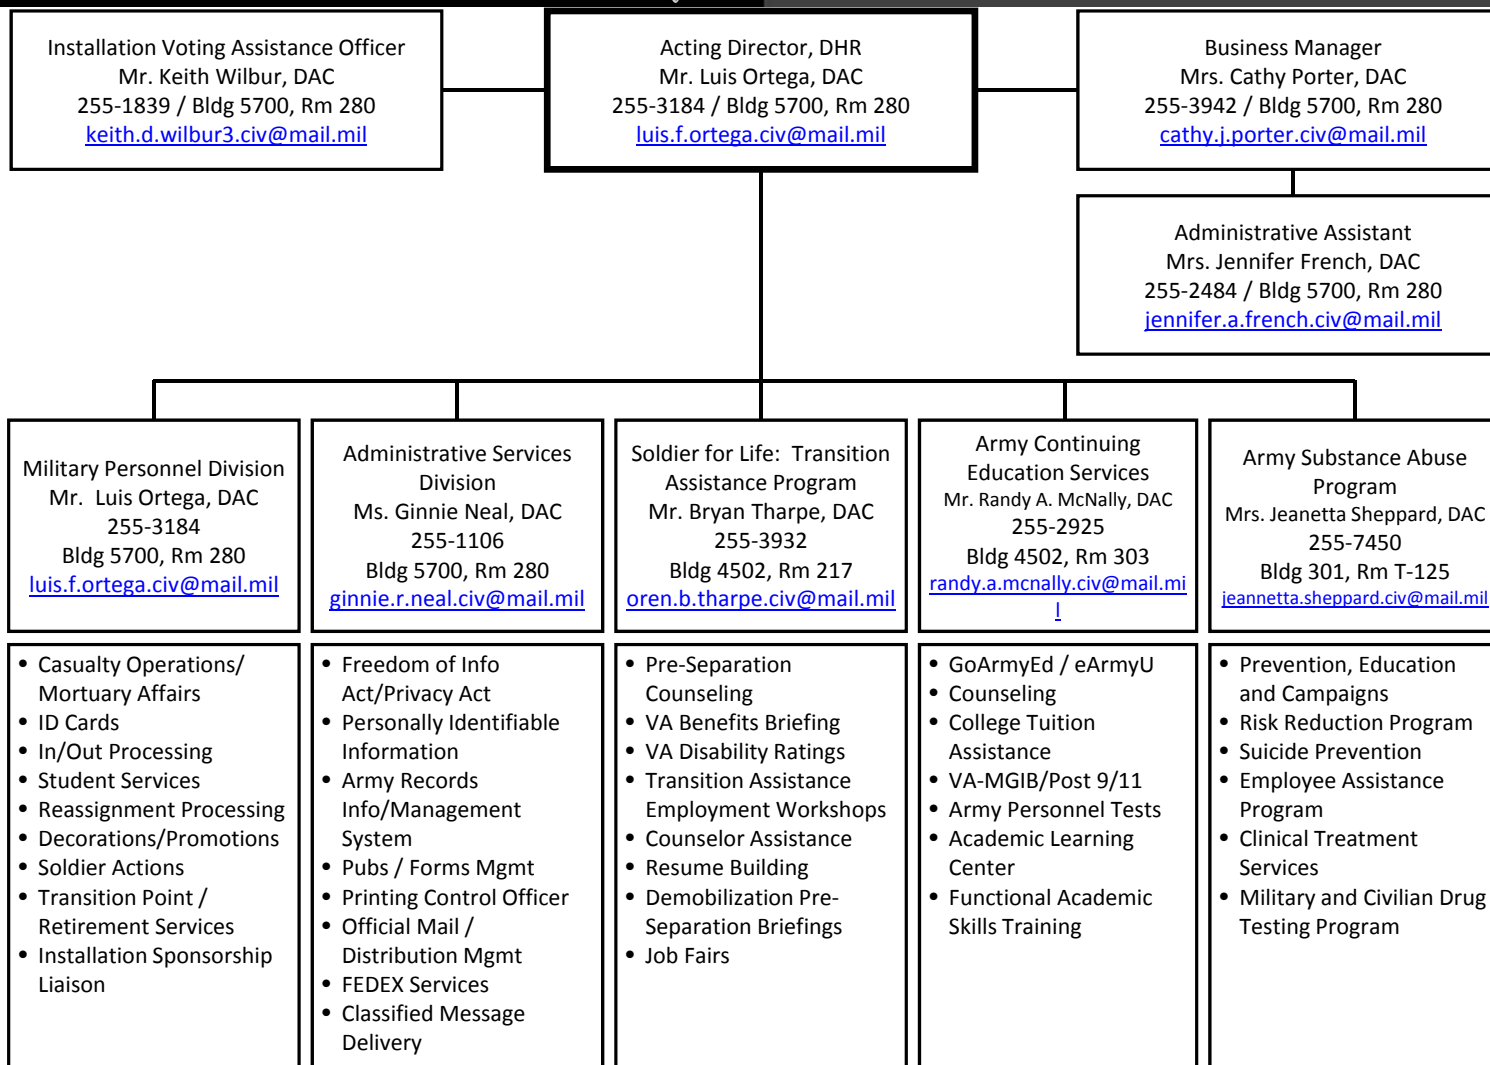 Installation Voting Assistance Officer
Mr. Keith Wilbur, DAC
255-1839 / Bldg 5700, Rm 280
keith.d.wilbur3.civ@mail.mil
Acting Director, DHR
Mr. Luis Ortega, DAC
255-3184 / Bldg 5700, Rm 280
luis.f.ortega.civ@mail.mil
Business Manager
Mrs. Cathy Porter, DAC
255-3942 / Bldg 5700, Rm 280
cathy.j.porter.civ@mail.mil
Administrative Assistant
Mrs. Jennifer French, DAC
255-2484 / Bldg 5700, Rm 280
jennifer.a.french.civ@mail.mil
Military Personnel Division
Mr.  Luis Ortega, DAC
255-3184
Bldg 5700, Rm 280
luis.f.ortega.civ@mail.mil
Administrative Services
Division
Ms. Ginnie Neal, DAC
255-1106
Bldg 5700, Rm 280
ginnie.r.neal.civ@mail.mil
Soldier for Life:  Transition
Assistance Program
Mr. Bryan Tharpe, DAC
255-3932
Bldg 4502, Rm 217
oren.b.tharpe.civ@mail.mil
Army Continuing
Education Services
Mr. Randy A. McNally, DAC
255-2925
Bldg 4502, Rm 303
randy.a.mcnally.civ@mail.mi
l
Army Substance Abuse
Program
Mrs. Jeanetta Sheppard, DAC
255-7450
Bldg 301, Rm T-125
jeannetta.sheppard.civ@mail.mil
• Casualty Operations/
Mortuary Affairs
• ID Cards
• In/Out Processing
• Student Services
• Reassignment Processing
• Decorations/Promotions
• Soldier Actions
• Transition Point /
Retirement Services
• Installation Sponsorship
Liaison
• Freedom of Info
Act/Privacy Act
• Personally Identifiable
Information
• Army Records
Info/Management
System
• Pubs / Forms Mgmt
• Printing Control Officer
• Official Mail /
Distribution Mgmt
• FEDEX Services
• Classified Message
Delivery
• Pre-Separation
Counseling
• VA Benefits Briefing
• VA Disability Ratings
• Transition Assistance
Employment Workshops
• Counselor Assistance
• Resume Building
• Demobilization Pre-
Separation Briefings
• Job Fairs
• GoArmyEd / eArmyU
• Counseling
• College Tuition
Assistance
• VA-MGIB/Post 9/11
• Army Personnel Tests
• Academic Learning
Center
• Functional Academic
Skills Training
• Prevention, Education
and Campaigns
• Risk Reduction Program
• Suicide Prevention
• Employee Assistance
Program
• Clinical Treatment
Services
• Military and Civilian Drug
Testing Program